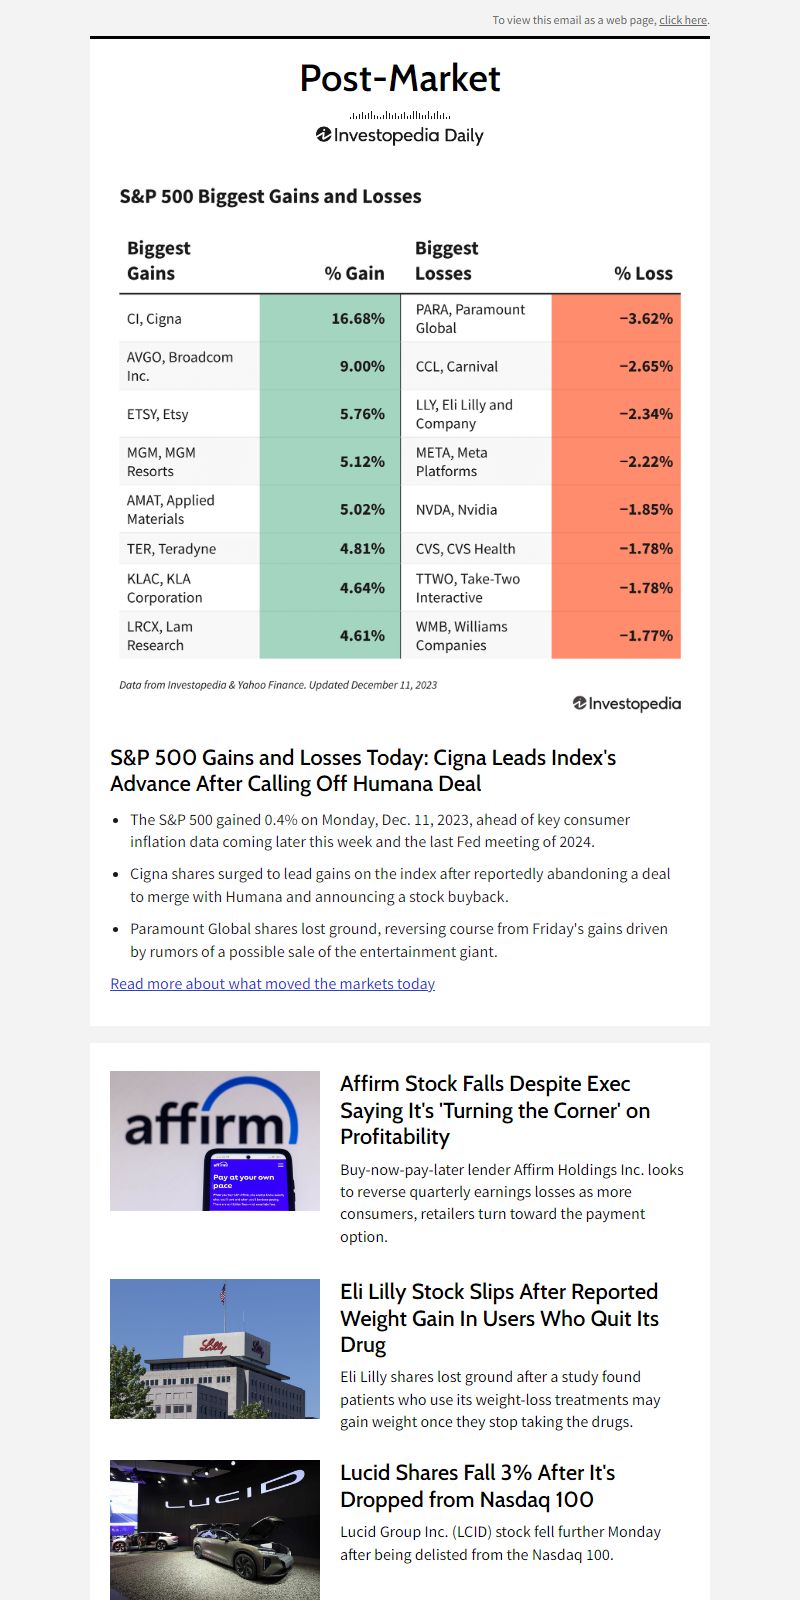 To view this email as a web page, click here.
Post-Market
Investopedia Daily
S&P 500 Biggest Gains and Losses
Biggest Gains % Gain Biggest Losses % Loss
CI, Cigna 16.68% PARA, Paramount Global −3.62%
AVGO, Broadcom Inc. 9.00% CCL, Carnival −2.65%
ETSY, Etsy 5.76% LLY, Eli Lilly and Company −2.34%
MGM, MGM Resorts 5.12% META, Meta Platforms −2.22%
AMAT, Applied Materials 5.02% NVDA, Nvidia −1.85%
TER, Teradyne 4.81% CVS, CVS Health −1.78%
KLAC, KLA Corporation 4.64% TTWO, Take-Two Interactive −1.78%
LRCX, Lam Research 4.61% WMB, Williams Companies −1.77%
Data from Investopedia & Yahoo Finance. Updated December 11, 2023
Investopedia
S&P 500 Gains and Losses Today: Cigna Leads Index's
Advance After Calling Off Humana Deal
The S&P 500 gained 0.4% on Monday, Dec. 11, 2023, ahead of key consumer
inflation data coming later this week and the last Fed meeting of 2024.
Cigna shares surged to lead gains on the index after reportedly abandoning a deal
to merge with Humana and announcing a stock buyback.
Paramount Global shares lost ground, reversing course from Friday's gains driven
by rumors of a possible sale of the entertainment giant.
Read more about what moved the markets today
affirm
affirm
Pay at your own
pace
Affirm Stock Falls Despite Exec
Saying It's 'Turning the Corner' on
Profitability
Buy-now-pay-later lender Affirm Holdings Inc. looks
to reverse quarterly earnings losses as more
consumers, retailers turn toward the payment
option.
Lilly
Eli Lilly Stock Slips After Reported
Weight Gain In Users Who Quit Its
Drug
Eli Lilly shares lost ground after a study found
patients who use its weight-loss treatments may
gain weight once they stop taking the drugs.
LUCID
Lucid Shares Fall 3% After It's
Dropped from Nasdaq 100
Lucid Group Inc. (LCID) stock fell further Monday
after being delisted from the Nasdaq 100.